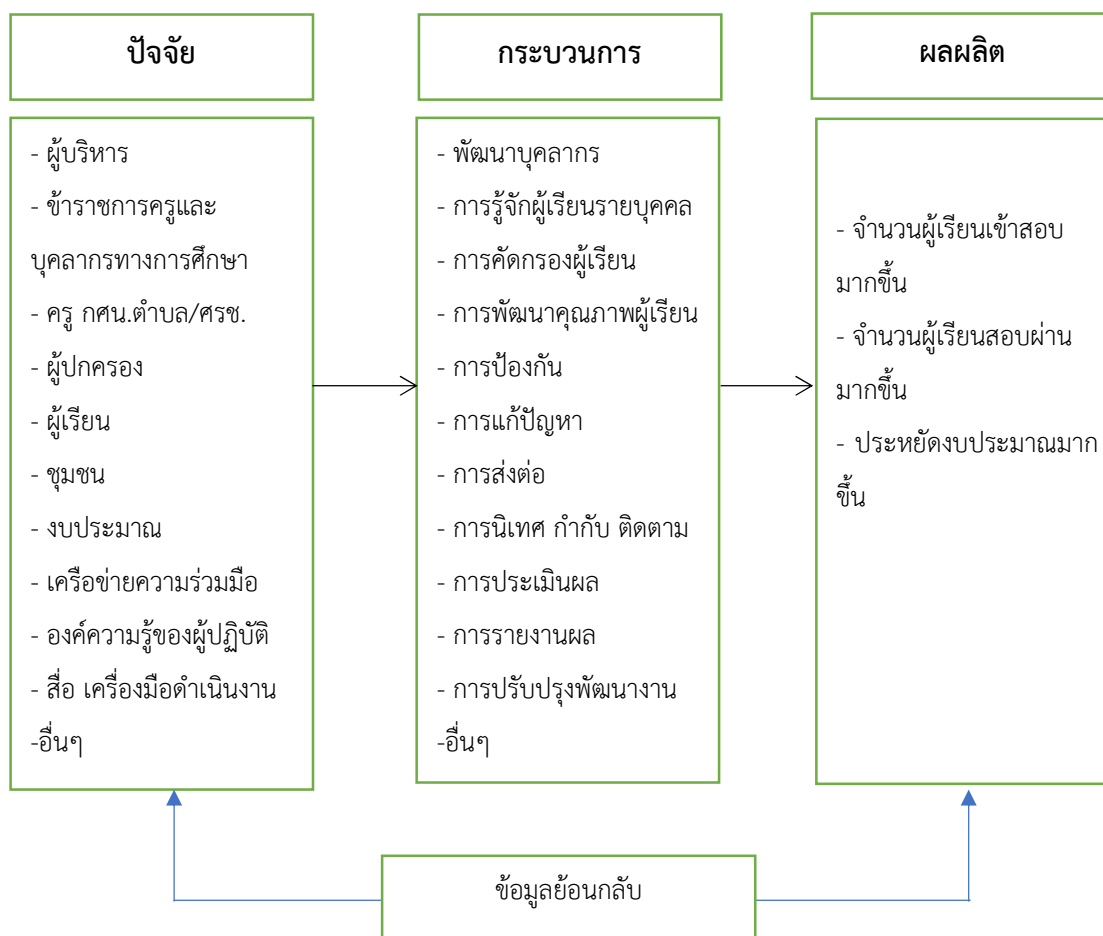 ปัจจัย
กระบวนการ
ผลผลิต
- ผู้บริหาร
- ข้าราชการครูและ
บุคลากรทางการศึกษา
- ครู กศน.ตำบล/ศรช.
- ผู้ปกครอง
- ผู้เรียน
- ชุมชน
- งบประมาณ
- เครือข่ายความร่วมมือ
- องค์ความรู้ของผู้ปฏิบัติ
- สื่อ เครื่องมือดำเนินงาน
-อื่นๆ
- พัฒนาบุคลากร
- การรู้จักผู้เรียนรายบุคคล
- การคัดกรองผู้เรียน
- การพัฒนาคุณภาพผู้เรียน
- การป้องกัน
- การแก้ปัญหา
- การส่งต่อ
- การนิเทศ กำกับ ติดตาม
- การประเมินผล
- การรายงานผล
- การปรับปรุงพัฒนางาน
-อื่นๆ
- จำนวนผู้เรียนเข้าสอบ
มากขึ้น
- จำนวนผู้เรียนสอบผ่าน
มากขึ้น
- ประหยัดงบประมาณมาก
ขึ้น
ข้อมูลย้อนกลับ